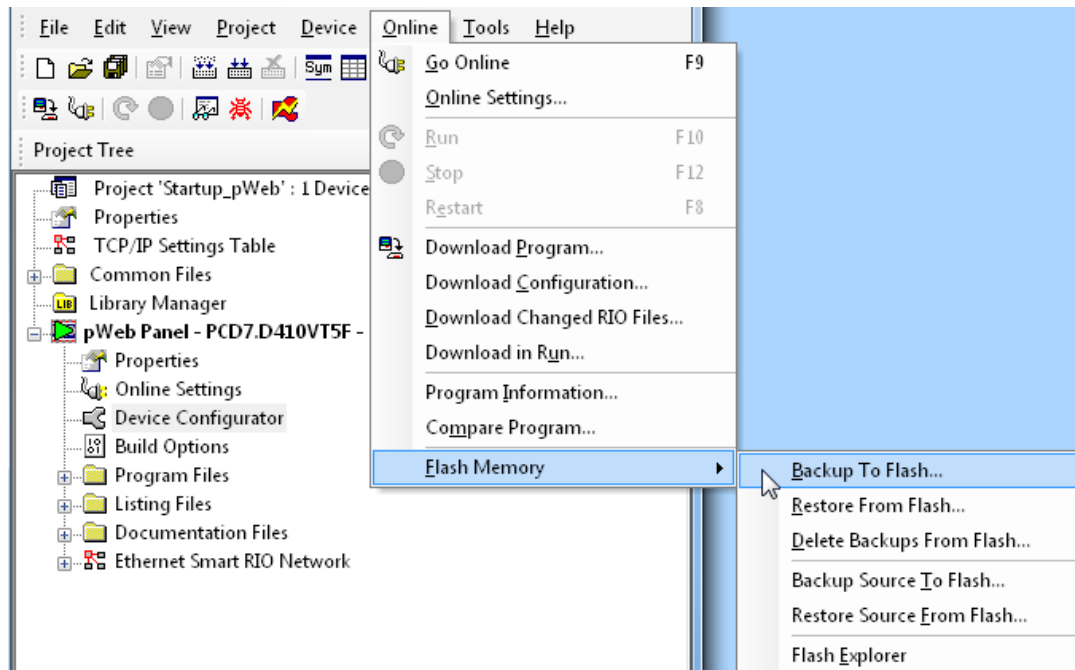 File Edit View Project Device Online Tools Help
Sym
Project Tree
Project 'Startup_pWeb' : 1 Device
Properties
TCP/IP Settings Table
Common Files
LIB Library Manager
pWeb Panel - PCD7.D410VT5F -
Properties
Online Settings
Device Configurator
Build Options
Program Files
Listing Files
Documentation Files
Ethernet Smart RIO Network
Go Online F9
Online Settings...
Run F10
Stop F12
Restart F8
Download Program...
Download Configuration...
Download Changed RIO Files...
Download in Run...
Program Information...
Compare Program...
Flash Memory
Backup To Flash...
Restore From Flash...
Delete Backups From Flash...
Backup Source To Flash...
Restore Source From Flash...
Flash Explorer